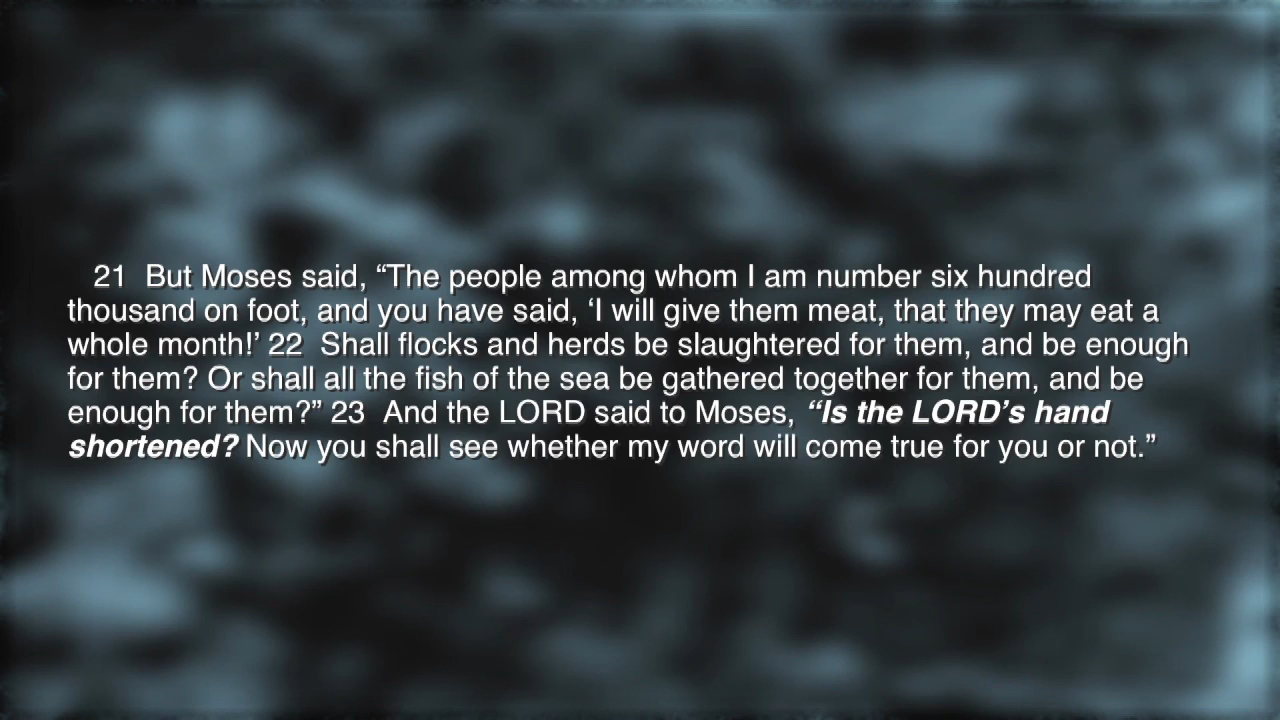 21  But Moses said, “The people among whom I am number six hundred
thousand on foot, and you have said, ‘I will give them meat, that they may eat a
whole month!’ 22  Shall flocks and herds be slaughtered for them, and be enough
for them? Or shall all the fish of the sea be gathered together for them, and be
enough for them?” 23  And the LORD said to Moses, “Is the LORD’s hand
shortened? Now you shall see whether my word will come true for you or not.”